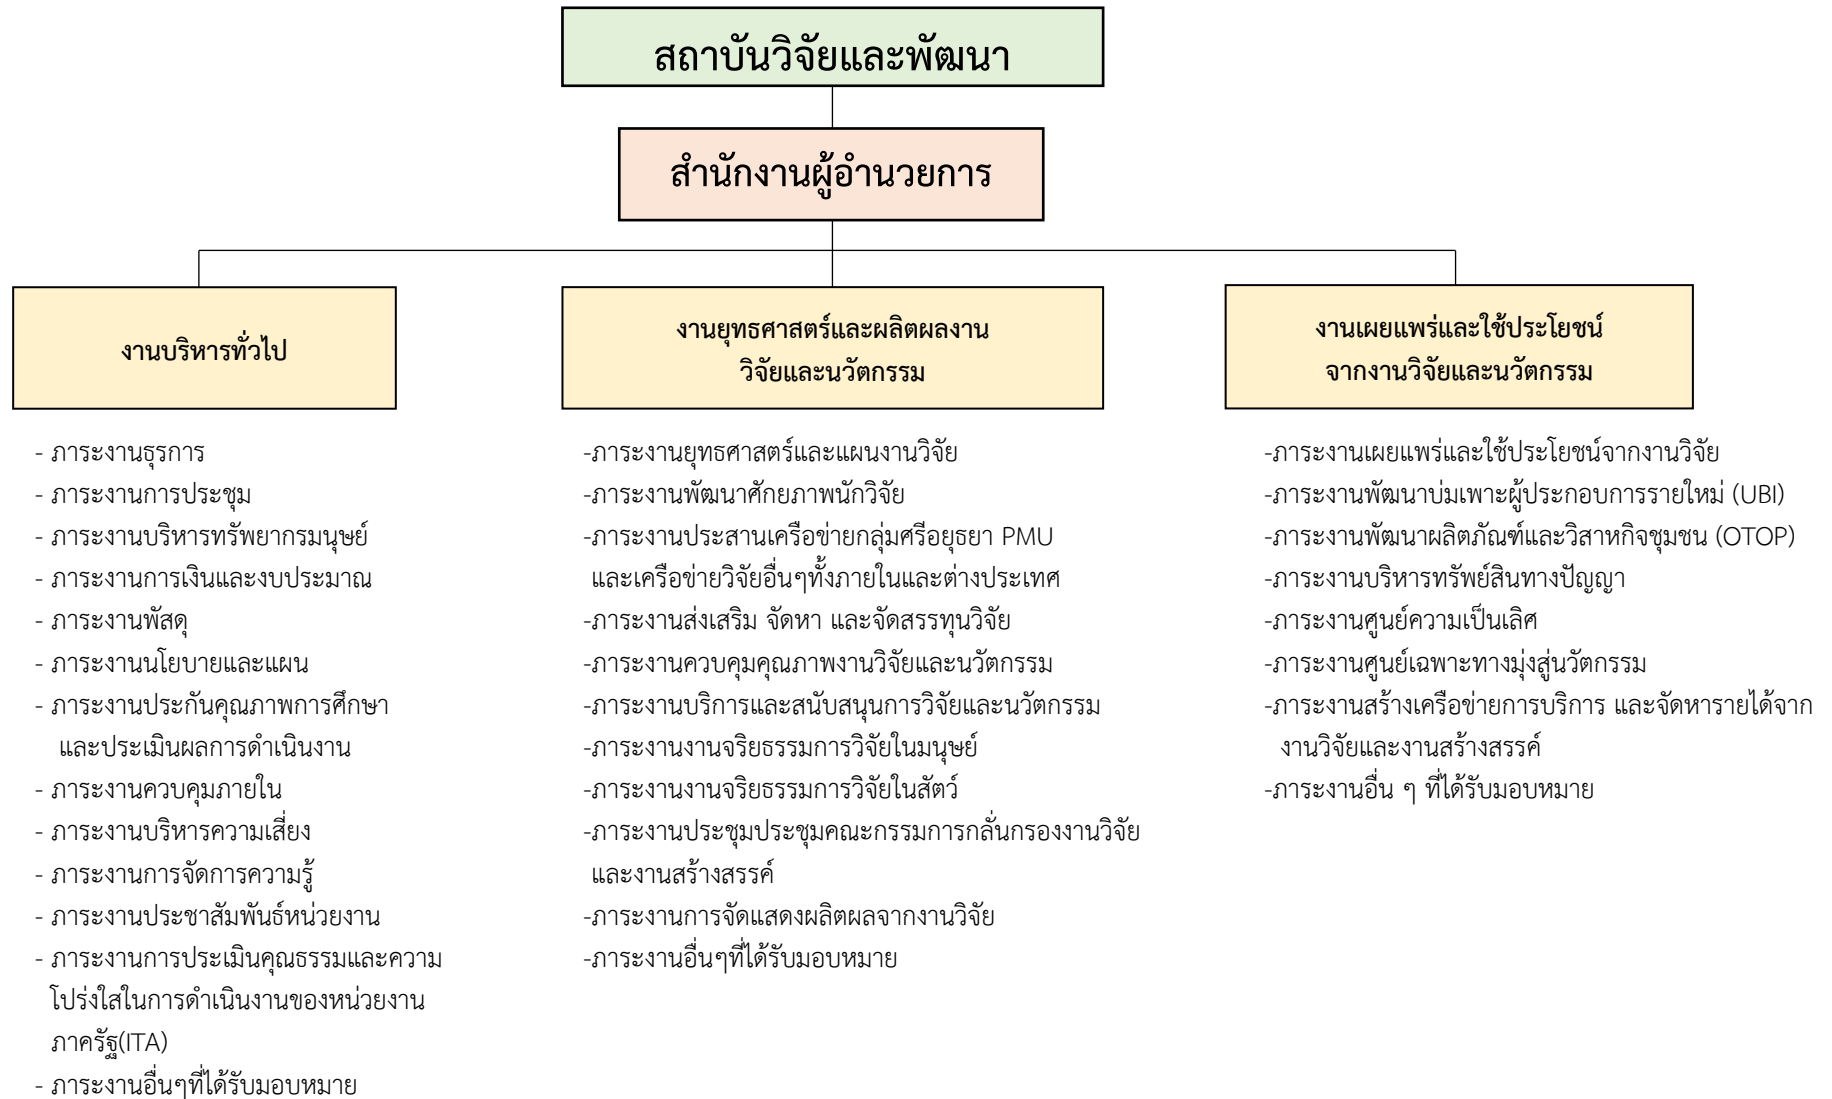 สถาบันวิจัยและพัฒนา
สำนักงานผู้อำนวยการ
งานบริหารทั่วไป
- ภาระงานธุรการ
- ภาระงานการประชุม
- ภาระงานบริหารทรัพยากรมนุษย์
- ภาระงานการเงินและงบประมาณ
- ภาระงานพัสดุ
- ภาระงานนโยบายและแผน
- ภาระงานประกันคุณภาพการศึกษา
และประเมินผลการดำเนินงาน
- ภาระงานควบคุมภายใน
- ภาระงานบริหารความเสี่ยง
- ภาระงานการจัดการความรู้
- ภาระงานประชาสัมพันธ์หน่วยงาน
- ภาระงานการประเมินคุณธรรมและความ
โปร่งใสในการดำเนินงานของหน่วยงาน
ภาครัฐ(ITA)
- ภาระงานอื่นๆที่ได้รับมอบหมาย
งานยุทธศาสตร์และผลิตผลงาน
วิจัยและนวัตกรรม
-ภาระงานยุทธศาสตร์และแผนงานวิจัย
-ภาระงานพัฒนาศักยภาพนักวิจัย
-ภาระงานประสานเครือข่ายกลุ่มศรีอยุธยา PMU
และเครือข่ายวิจัยอื่นๆทั้งภายในและต่างประเทศ
-ภาระงานส่งเสริม จัดหา และจัดสรรทุนวิจัย
-ภาระงานควบคุมคุณภาพงานวิจัยและนวัตกรรม
-ภาระงานบริการและสนับสนุนการวิจัยและนวัตกรรม
-ภาระงานงานจริยธรรมการวิจัยในมนุษย์
-ภาระงานงานจริยธรรมการวิจัยในสัตว์
-ภาระงานประชุมประชุมคณะกรรมการกลั่นกรองงานวิจัย
และงานสร้างสรรค์
-ภาระงานการจัดแสดงผลิตผลจากงานวิจัย
-ภาระงานอื่นๆที่ได้รับมอบหมาย
งานเผยแพร่และใช้ประโยชน์
จากงานวิจัยและนวัตกรรม
-ภาระงานเผยแพร่และใช้ประโยชน์จากงานวิจัย
-ภาระงานพัฒนาบ่มเพาะผู้ประกอบการรายใหม่ (UBI)
-ภาระงานพัฒนาผลิตภัณฑ์และวิสาหกิจชุมชน (OTOP)
-ภาระงานบริหารทรัพย์สินทางปัญญา
-ภาระงานศูนย์ความเป็นเลิศ
-ภาระงานศูนย์เฉพาะทางมุ่งสู่นวัตกรรม
-ภาระงานสร้างเครือข่ายการบริการ และจัดหารายได้จาก
งานวิจัยและงานสร้างสรรค์
-ภาระงานอื่น ๆ ที่ได้รับมอบหมาย